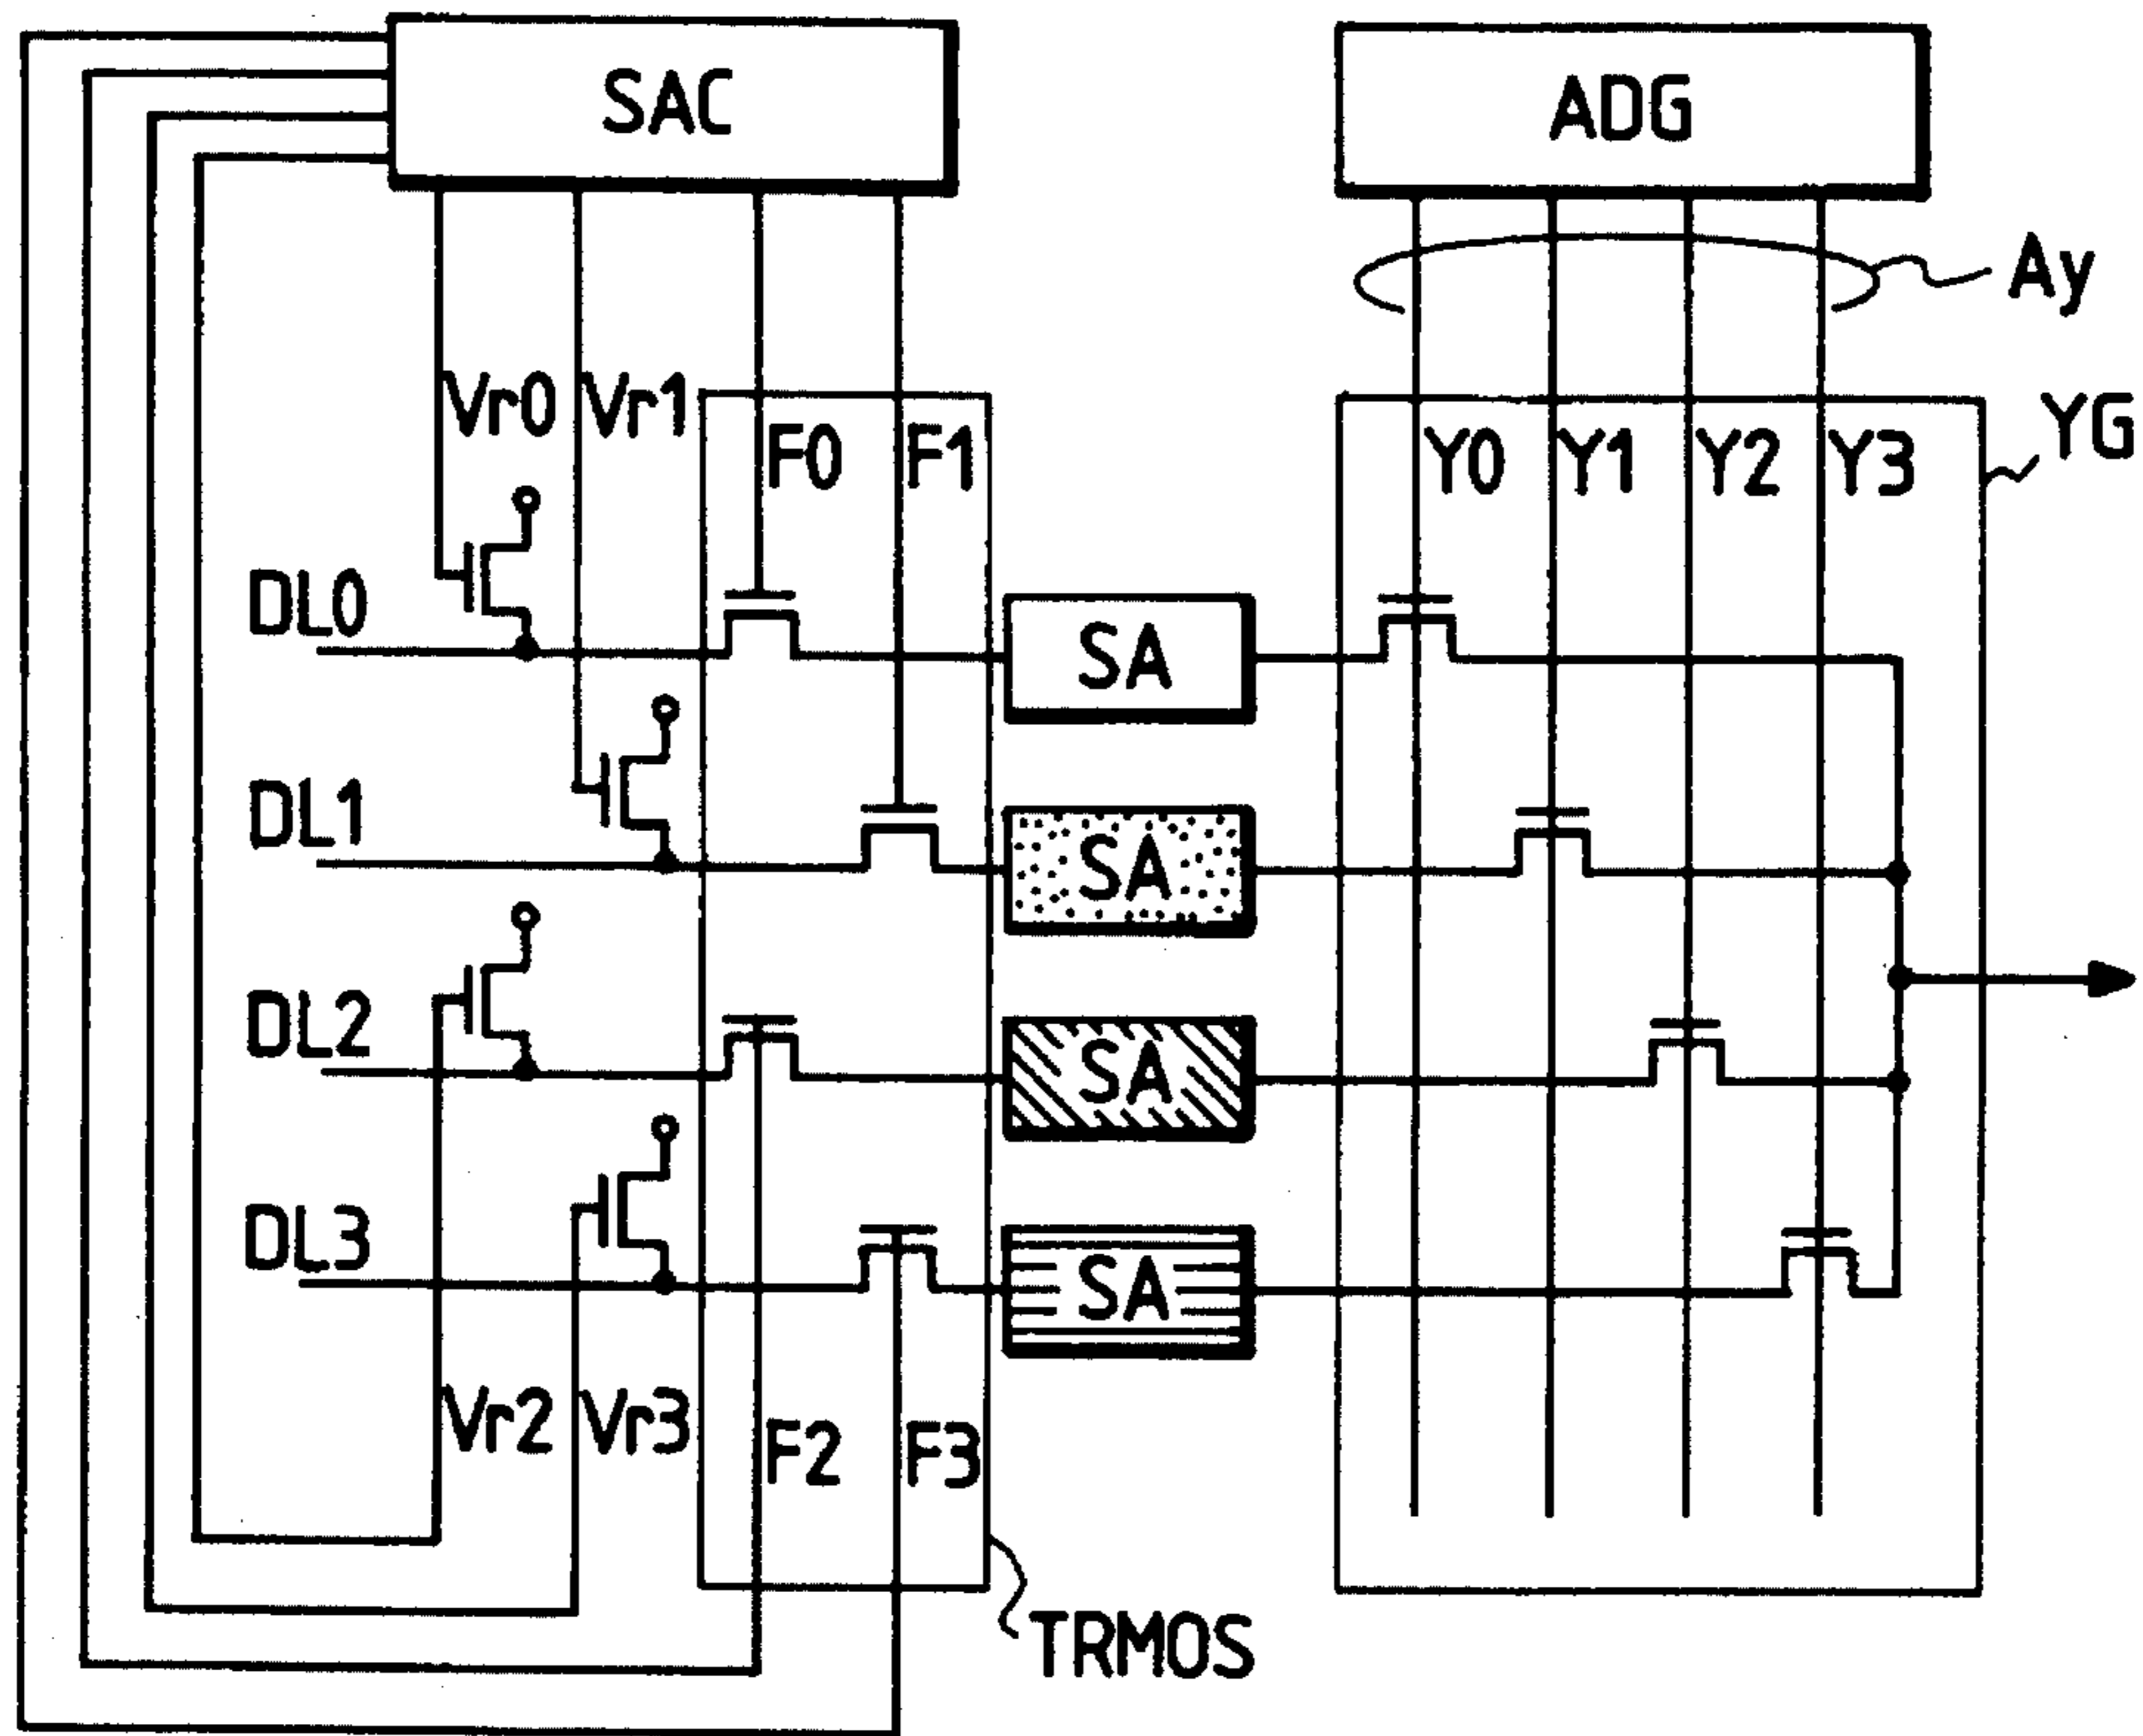 SAC
ADG
Ay
Vr0
Vr1
F0
F1
Y0
Y1
Y2
Y3
YG
DL0
SA
DL1
SA
DL2
SA
DL3
SA
Vr2
Vr3
F2
F3
TRMOS